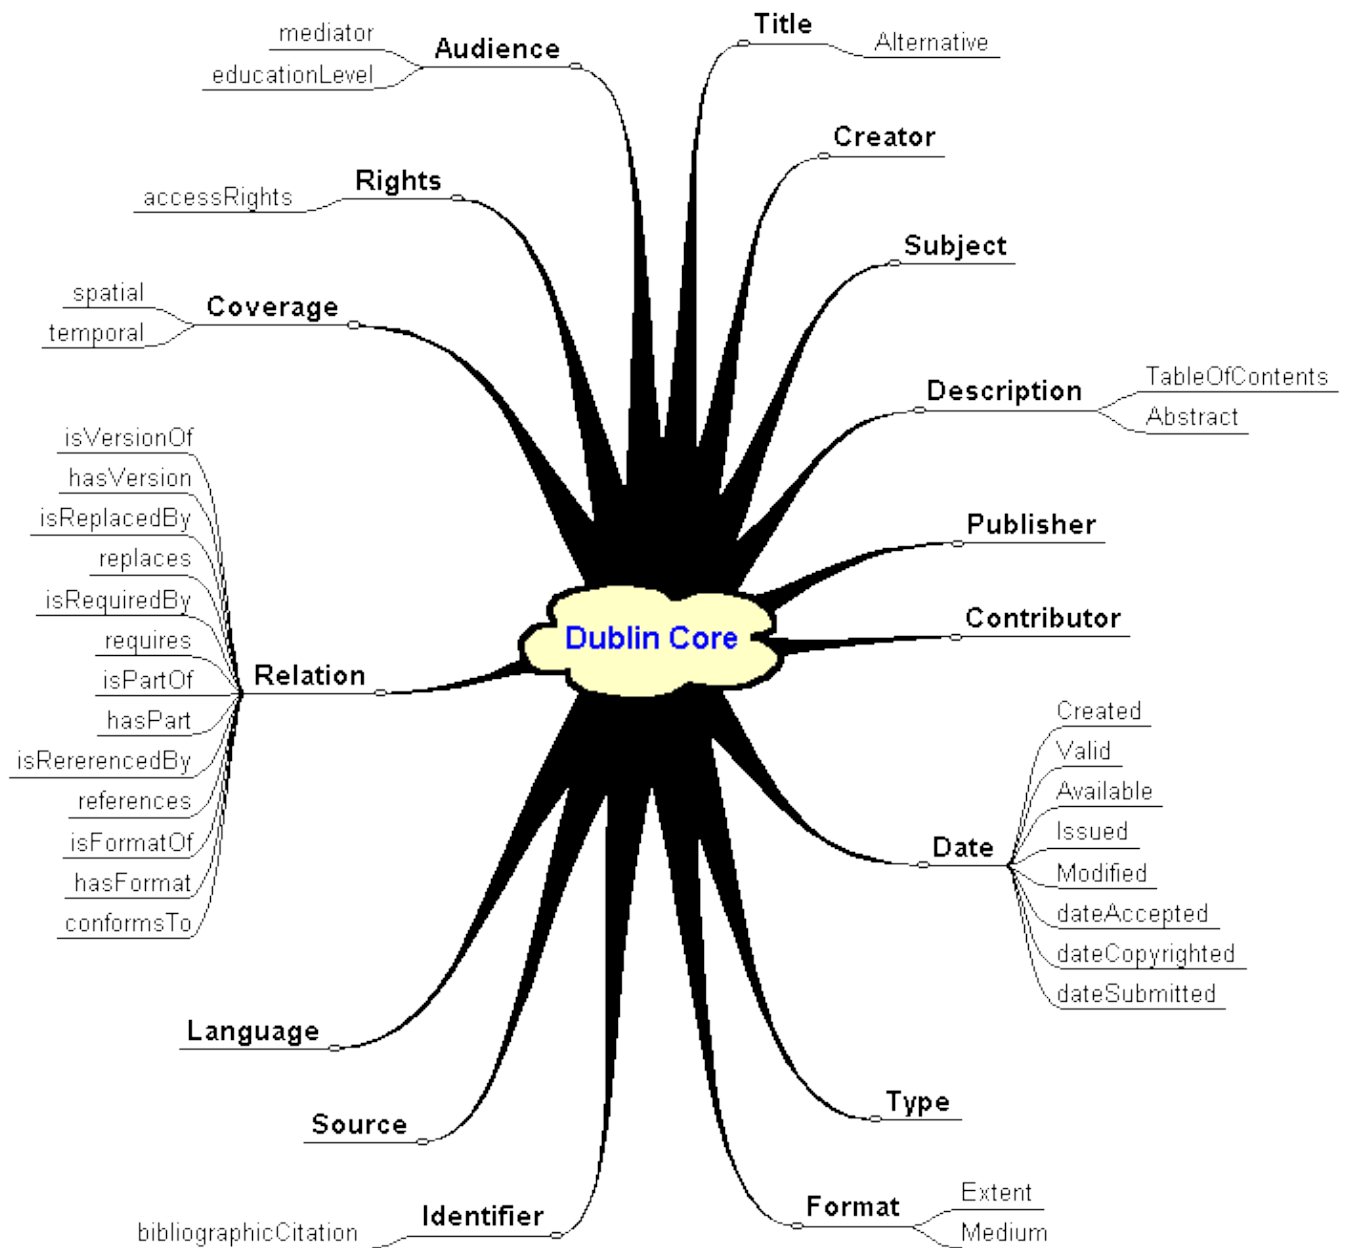 Title
Alternative
Creator
Subject
Description
TableOfContents
Abstract
Publisher
Contributor
Date
Created
Valid
Available
Issued
Modified
dateAccepted
dateCopyrighted
dateSubmitted
Type
Format
Extent
Medium
Dublin Core
Audience
mediator
educationLevel
Rights
accessRights
Coverage
spatial
temporal
Relation
isVersionOf
hasVersion
isReplacedBy
replaces
isRequiredBy
requires
isPartOf
hasPart
isRererencedBy
references
isFormatOf
hasFormat
conformsTo
Language
Source
Identifier
bibliographicCitation